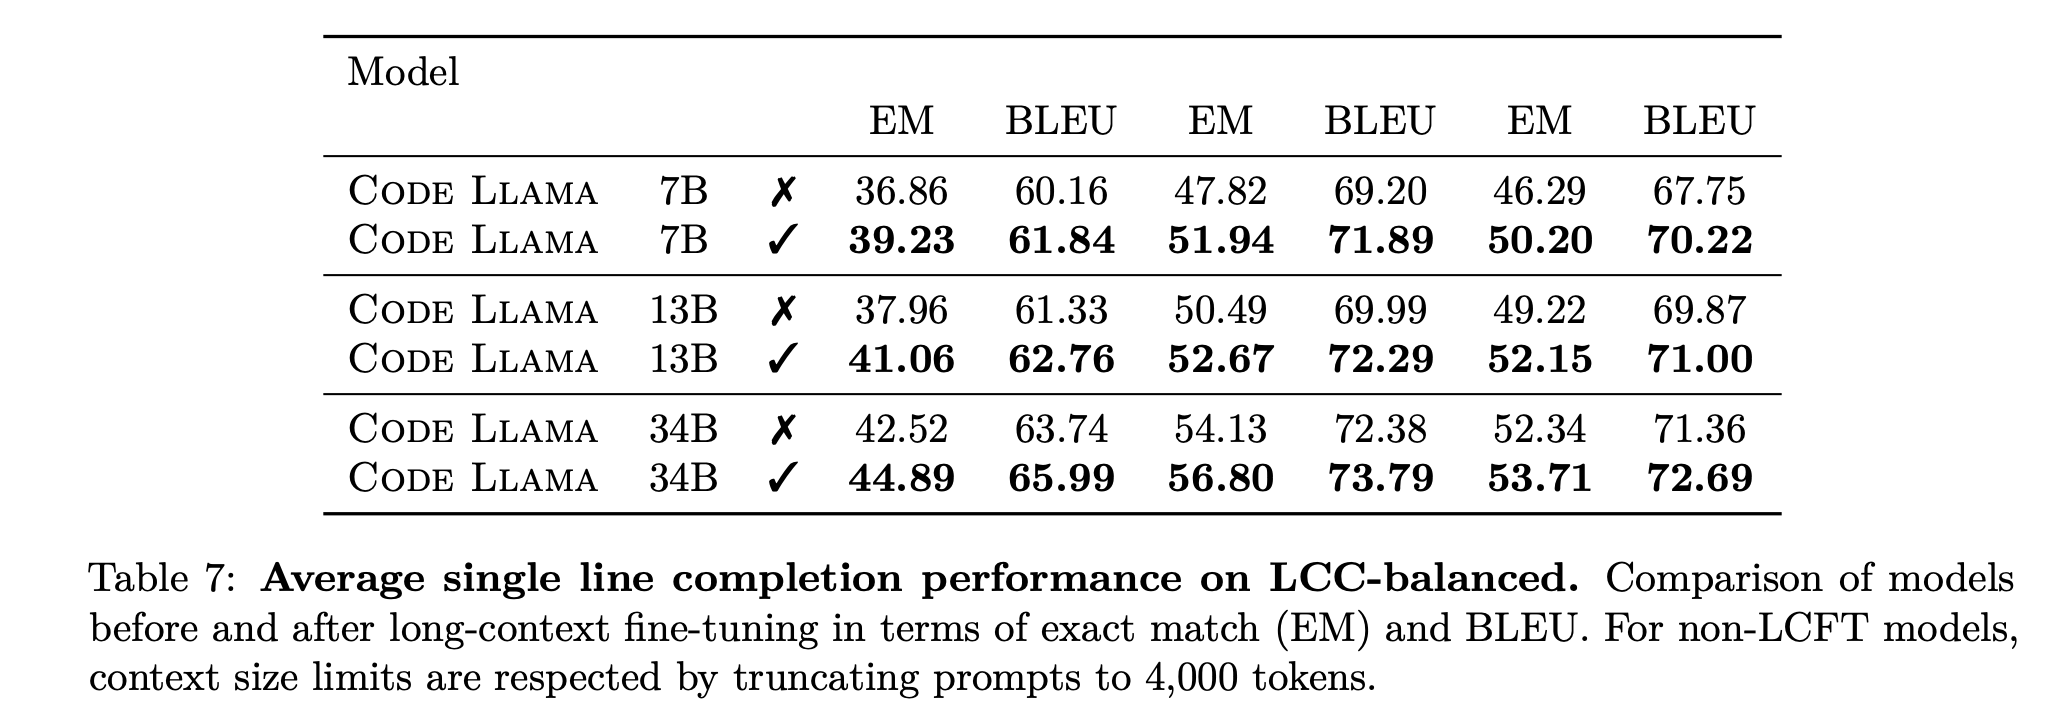 Model
EM BLEU EM BLEU EM BLEU
CODE LLAMA 7B ✗ 36.86 60.16 47.82 69.20 46.29 67.75
CODE LLAMA 7B ✓ 39.23 61.84 51.94 71.89 50.20 70.22
CODE LLAMA 13B ✗ 37.96 61.33 50.49 69.99 49.22 69.87
CODE LLAMA 13B ✓ 41.06 62.76 52.67 72.29 52.15 71.00
CODE LLAMA 34B ✗ 42.52 63.74 54.13 72.38 52.34 71.36
CODE LLAMA 34B ✓ 44.89 65.99 56.80 73.79 53.71 72.69
Table 7: Average single line completion performance on LCC-balanced. Comparison of models
before and after long-context fine-tuning in terms of exact match (EM) and BLEU. For non-LCFT models,
context size limits are respected by truncating prompts to 4,000 tokens.